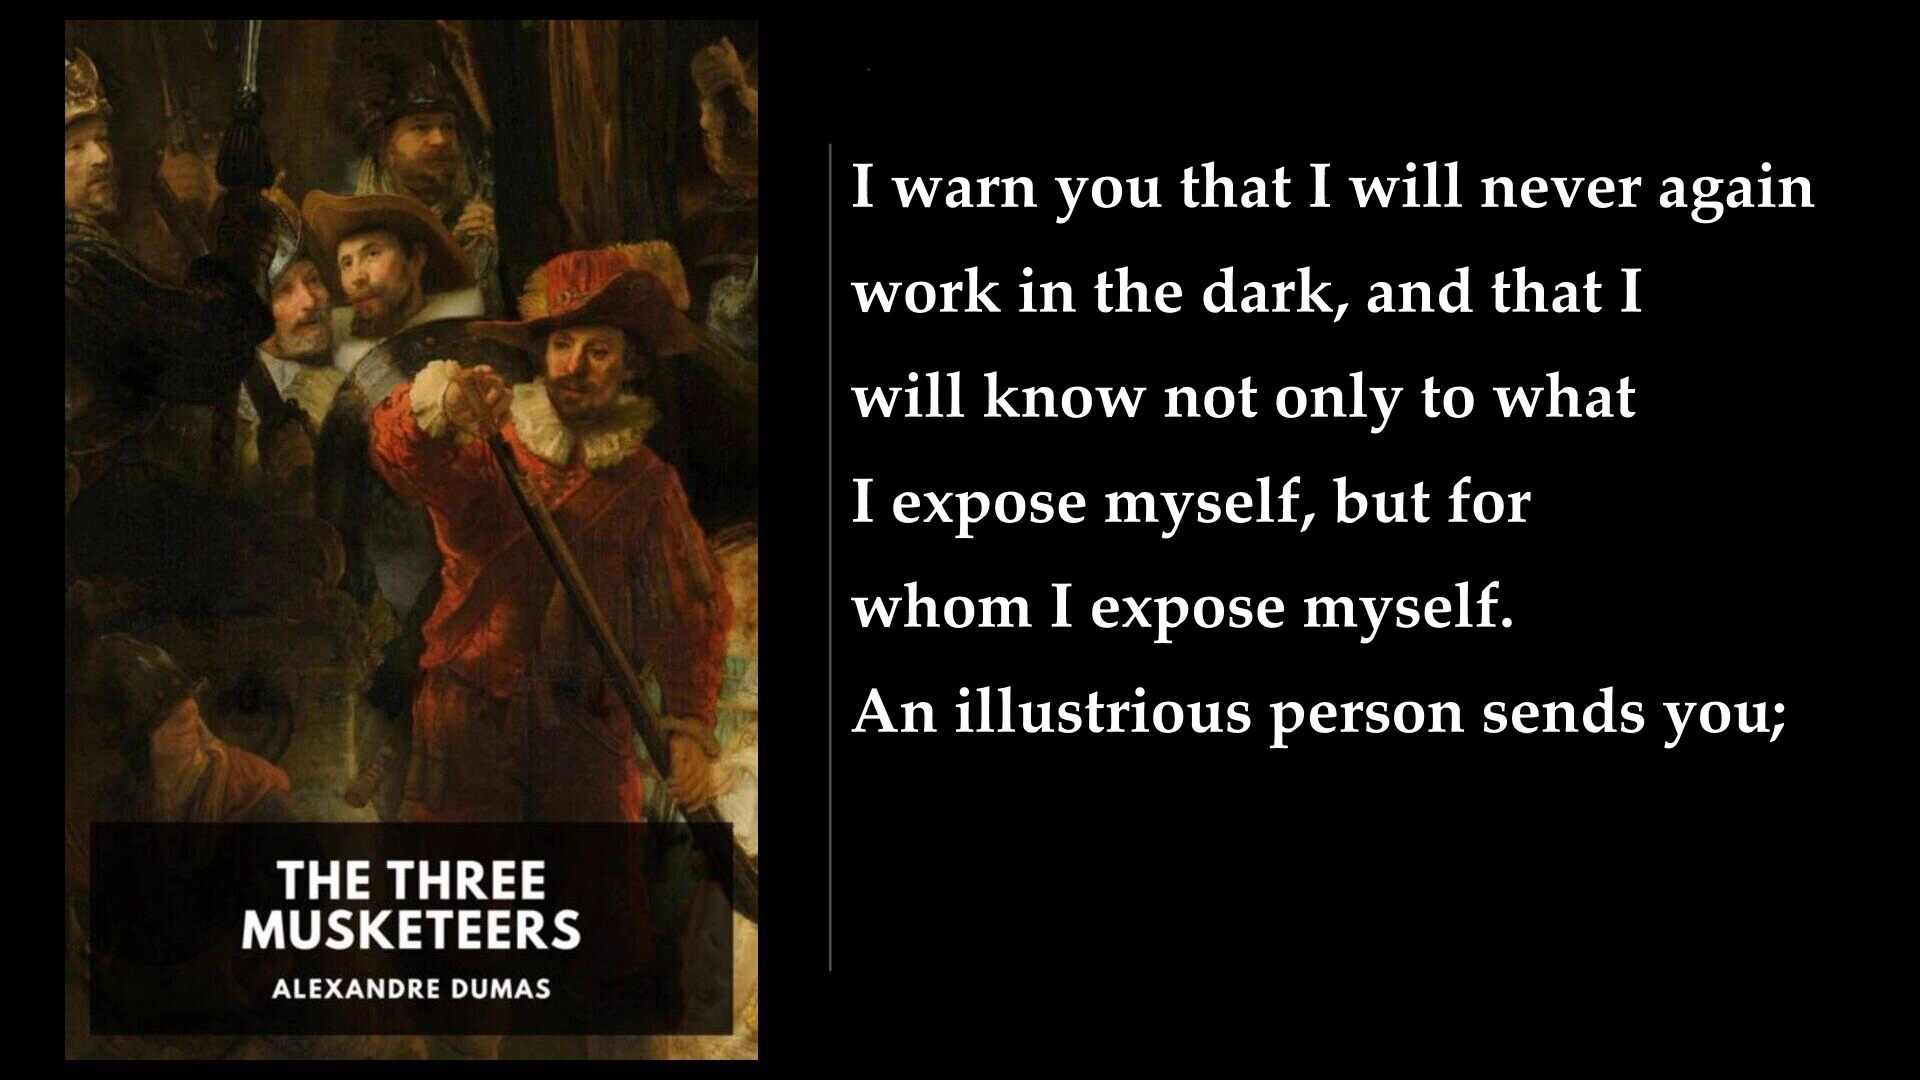 I warn you that I will never again
work in the dark, and that I
will know not only to what
I expose myself, but for
whom I expose myself.
An illustrious person sends you;
THE THREE
MUSKETEERS
ALEXANDRE DUMAS